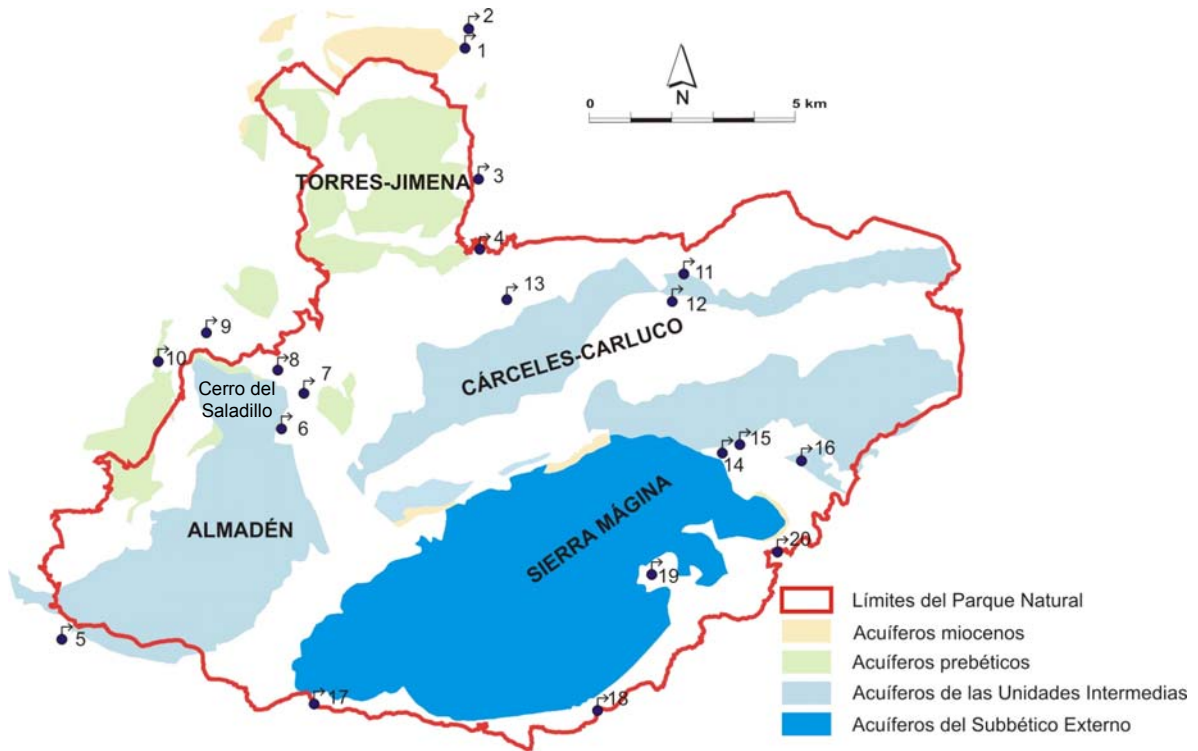 2
1
0
5 km
N
TORRES-JIMENA
3
4
11
13
12
9
CÁRCELES-CARLUCO
10
8
Cerro del
Saladillo
7
6
15
14
16
ALMADÉN
SIERRA MÁGINA
20
19
Límites del Parque Natural
5
Acuíferos miocenos
Acuíferos prebéticos
17
18
Acuíferos de las Unidades Intermedias
Acuíferos del Subbético Externo